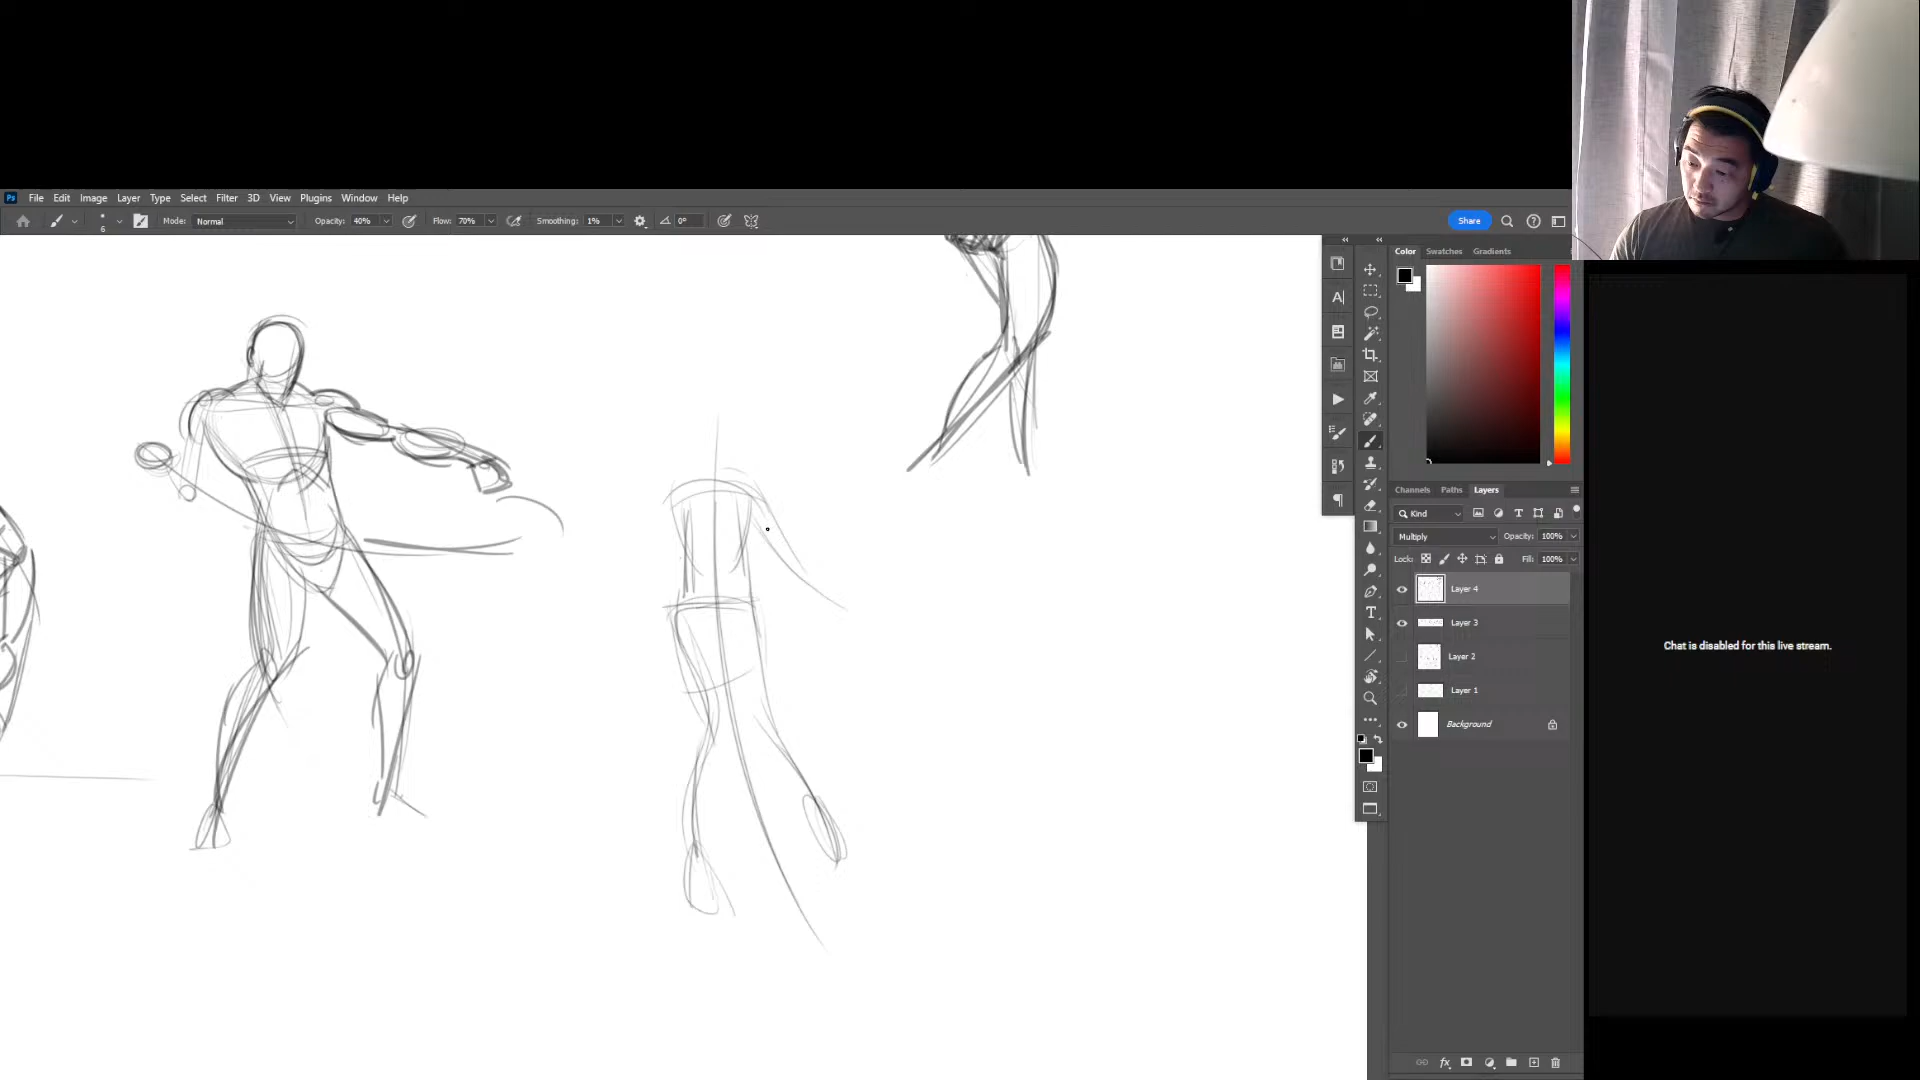 Ps File Edit Image Layer Type Select Filter 3D View Plugins Window Help
6 Mode: Normal Opacity: 40% Flow: 70% Smoothing: 1% 0° Share
Color Swatches Gradients
Channels Paths Layers
Kind
Multiply Opacity: 100%
Lock: Fill: 100%
Layer 4
Layer 3
Layer 2
Layer 1
Background
Chat is disabled for this live stream.